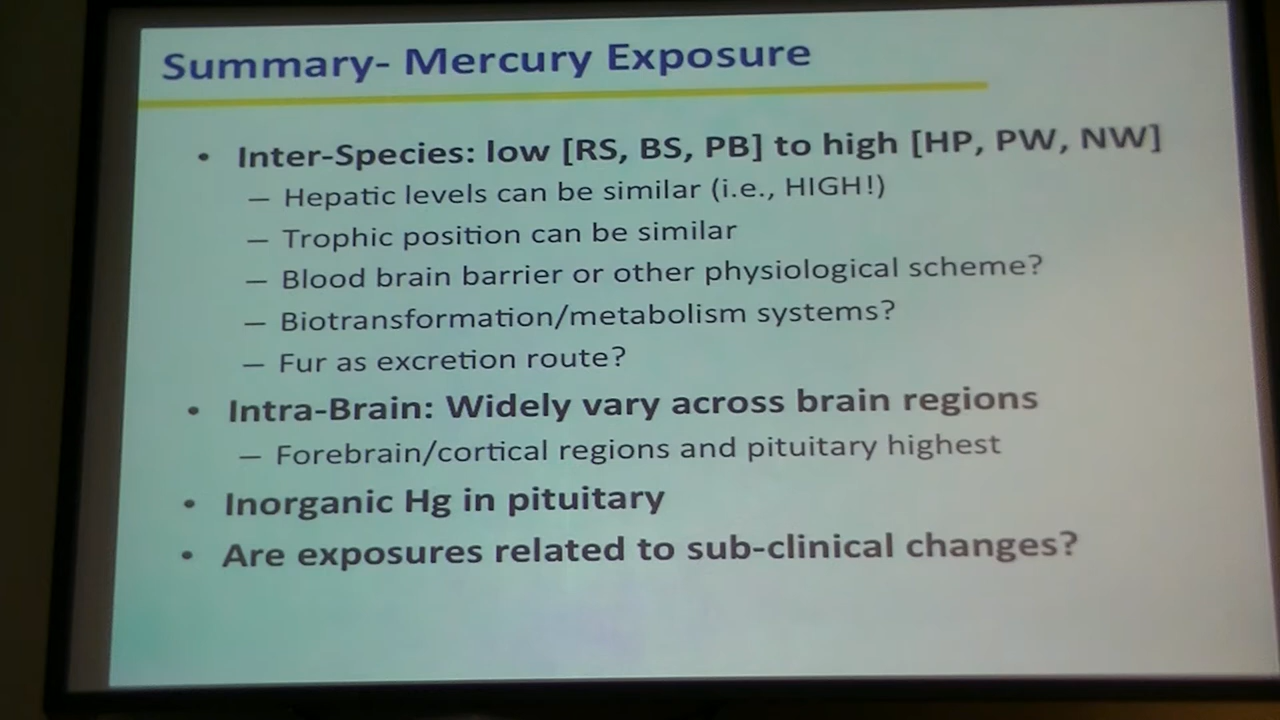 Summary- Mercury Exposure
• Inter-Species: low [RS, BS, PB] to high [HP, PW, NW]
– Hepatic levels can be similar (i.e., HIGH!)
– Trophic position can be similar
– Blood brain barrier or other physiological scheme?
– Biotransformation/metabolism systems?
– Fur as excretion route?
• Intra-Brain: Widely vary across brain regions
– Forebrain/cortical regions and pituitary highest
• Inorganic Hg in pituitary
• Are exposures related to sub-clinical changes?